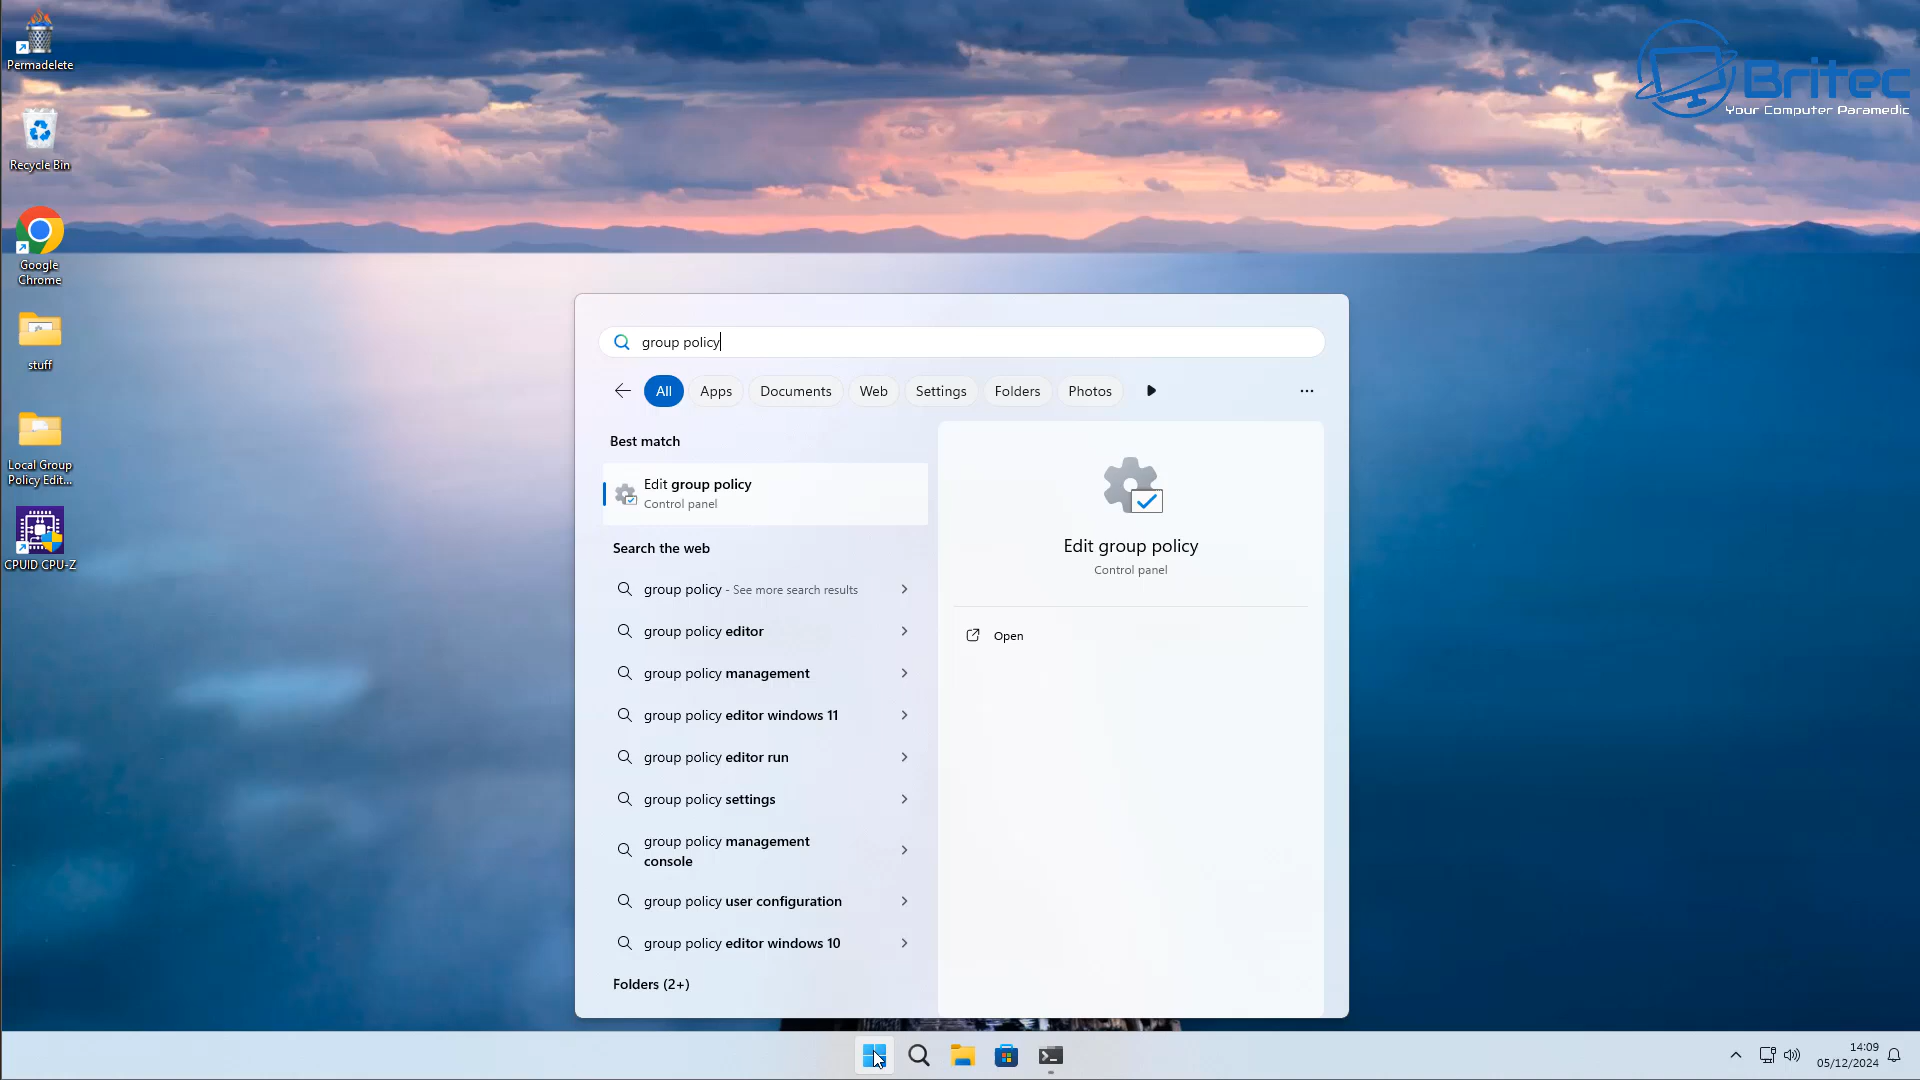 Permadelete
Recycle Bin
Google
Chrome
stuff
Local Group
Policy Edit...
CPUID CPU-Z
Britec
Your Computer Paramedic
group policy
All
Apps
Documents
Web
Settings
Folders
Photos
Best match
Edit group policy
Control panel
Search the web
group policy - See more search results
group policy editor
group policy management
group policy editor windows 11
group policy editor run
group policy settings
group policy management
console
group policy user configuration
group policy editor windows 10
Folders (2+)
Edit group policy
Control panel
Open
14:09
05/12/2024